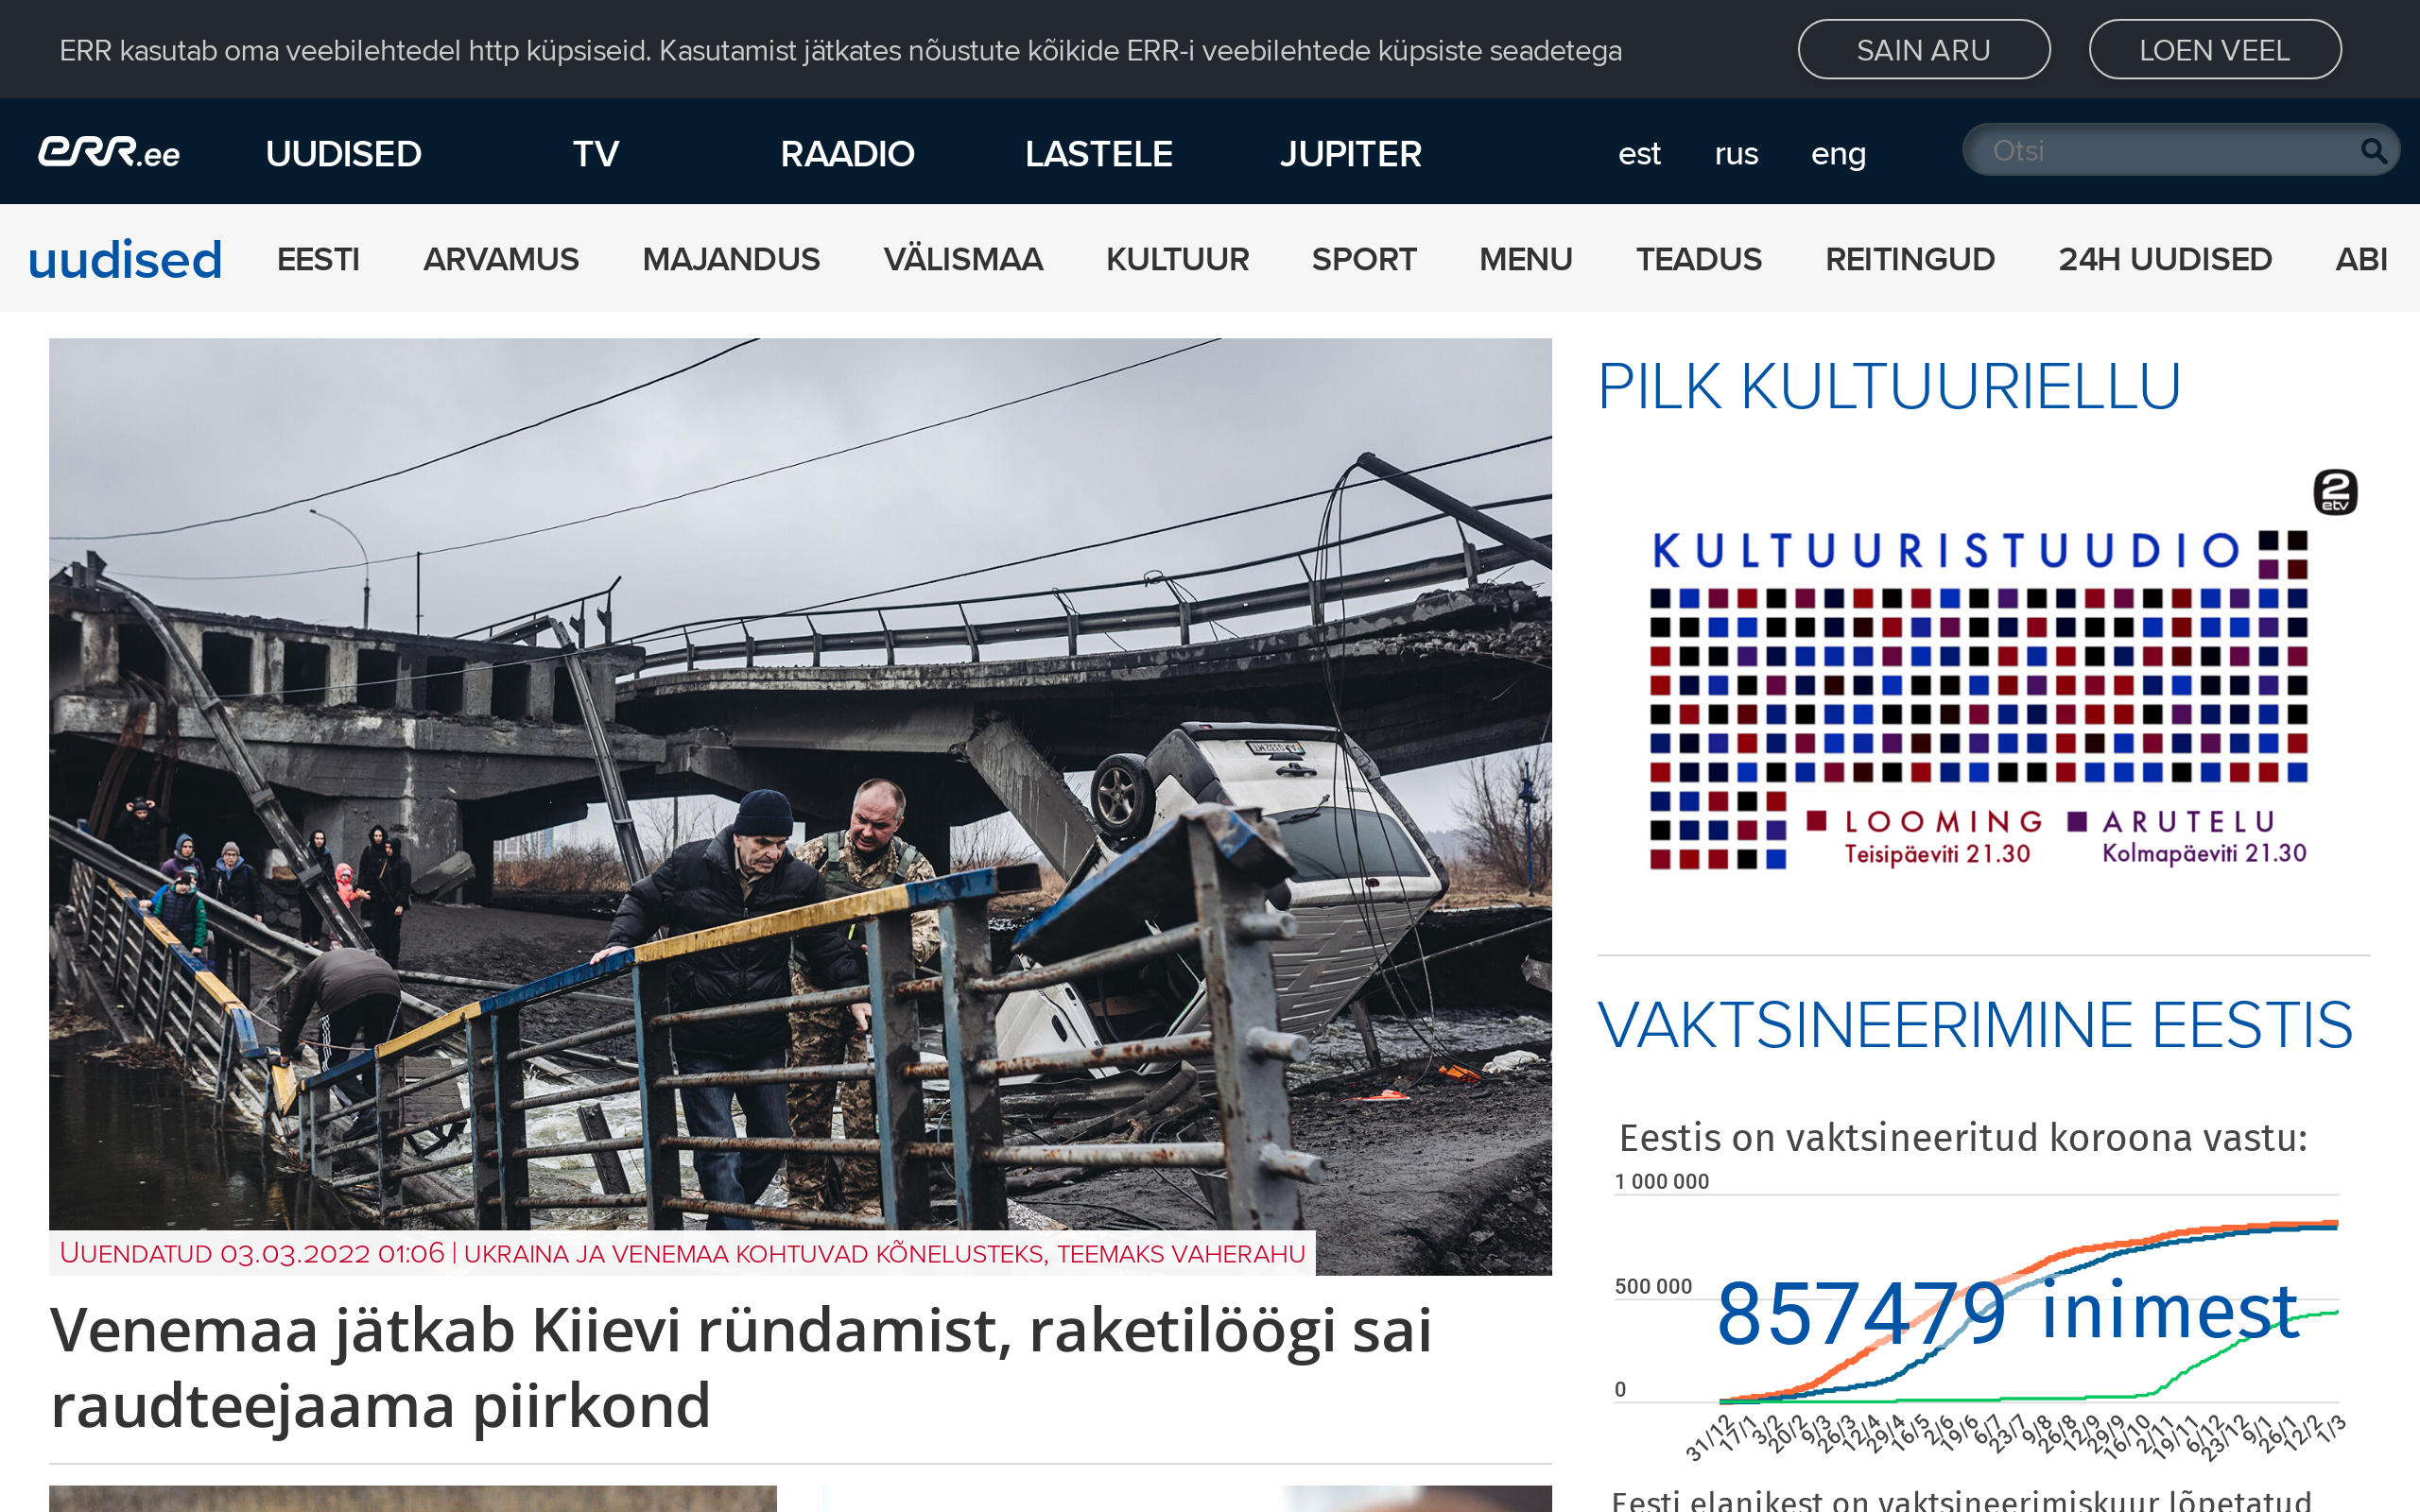 ERR kasutab oma veebilehtedel http küpsiseid. Kasutamist jätkates nõustute kõikide ERR-i veebilehtede küpsiste seadetega
SAIN ARU
LOEN VEEL
err.ee
UUDISED
TV
RAADIO
LASTELE
JUPITER
est
rus
eng
Otsi
uudised
EESTI
ARVAMUS
MAJANDUS
VÄLISMAA
KULTUUR
SPORT
MENU
TEADUS
REITINGUD
24H UUDISED
ABI
Uuendatud 03.03.2022 01:06 | ukraina ja venemaa kohtuvad kõnelusteks, teemaks vaherahu
Venemaa jätkab Kiievi ründamist, raketilöögi sai
raudteejaama piirkond
PILK KULTUURIELLU
2
etv
KULTUURISTUUDIO
LOOMING
Teisipäeviti 21.30
ARUTELU
Kolmapäeviti 21.30
VAKTSINEERIMINE EESTIS
Eestis on vaktsineeritud koroona vastu:
1 000 000
500 000
857479 inimest
0
31/12
17/1
3/2
20/2
9/3
26/3
12/4
29/4
16/5
2/6
19/6
6/7
23/7
9/8
26/8
12/9
29/9
16/10
2/11
19/11
6/12
23/12
9/1
26/1
12/2
1/3
Eesti elanikest on vaktsineerimiskuur lõpetatud